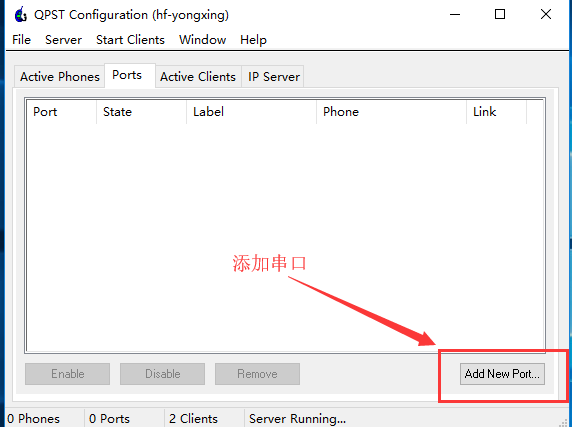 QPST Configuration (hf-yongxing)
File Server Start Clients Window Help
Active Phones Ports Active Clients IP Server
Port State Label Phone Link
添加串口
Enable Disable Remove Add New Port...
0 Phones 0 Ports 2 Clients Server Running...